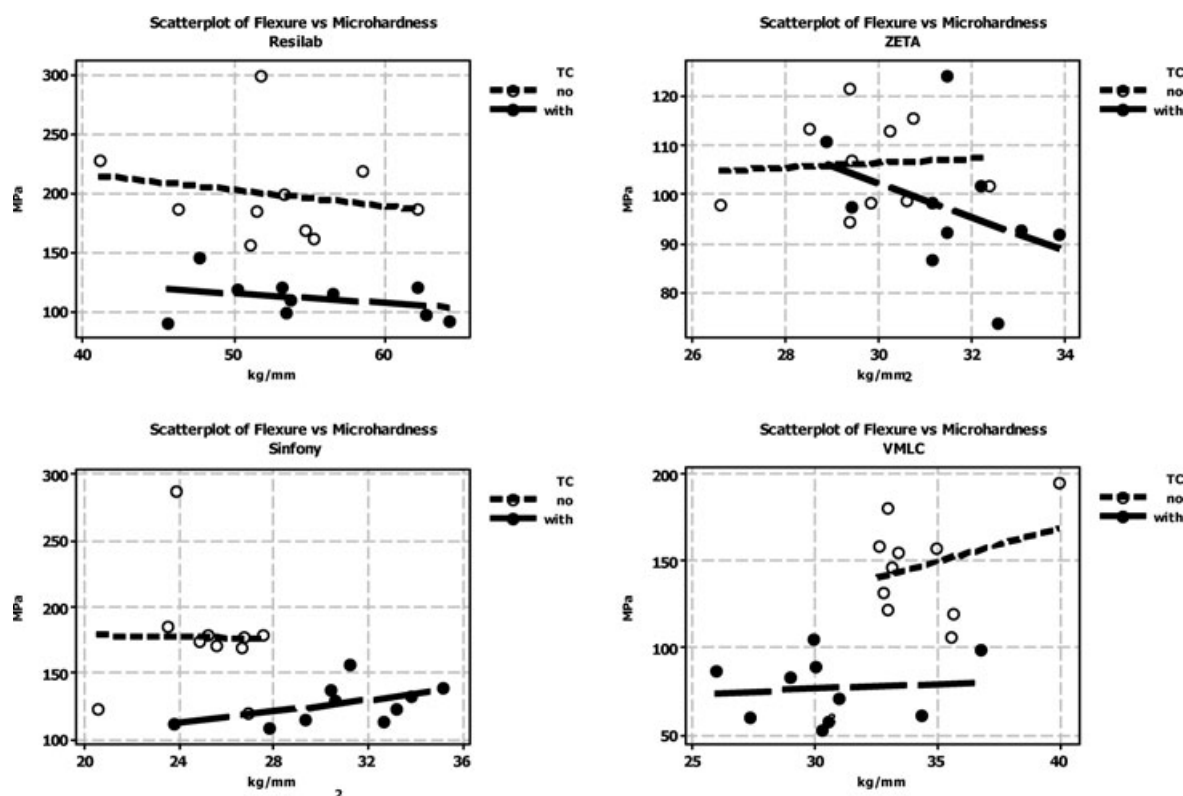 Scatterplot of Flexure vs Microhardness
Resilab
300
250
200
150
100
MPa
40
50
60
kg/mm
TC
no
with
Scatterplot of Flexure vs Microhardness
ZETA
120
110
100
90
80
MPa
26
28
30
32
34
kg/mm2
TC
no
with
Scatterplot of Flexure vs Microhardness
Sinfony
300
250
200
150
100
MPa
20
24
28
32
36
kg/mm
2
TC
no
with
Scatterplot of Flexure vs Microhardness
VMLC
200
150
100
50
MPa
25
30
35
40
kg/mm
2
TC
no
with